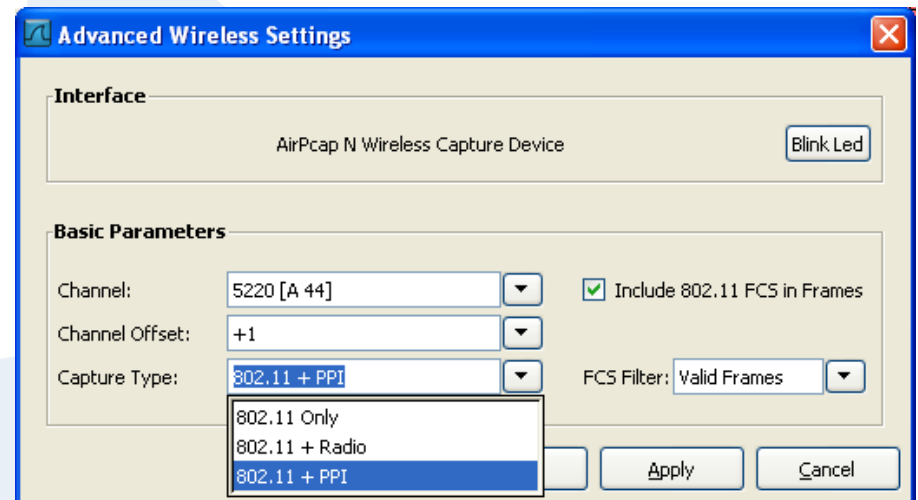 Advanced Wireless Settings
Interface
AirPcap N Wireless Capture Device
Blink Led
Basic Parameters
Channel:
5220 [A 44]
Include 802.11 FCS in Frames
Channel Offset:
+1
Capture Type:
802.11 + PPI
FCS Filter:
Valid Frames
802.11 Only
802.11 + Radio
802.11 + PPI
Apply
Cancel